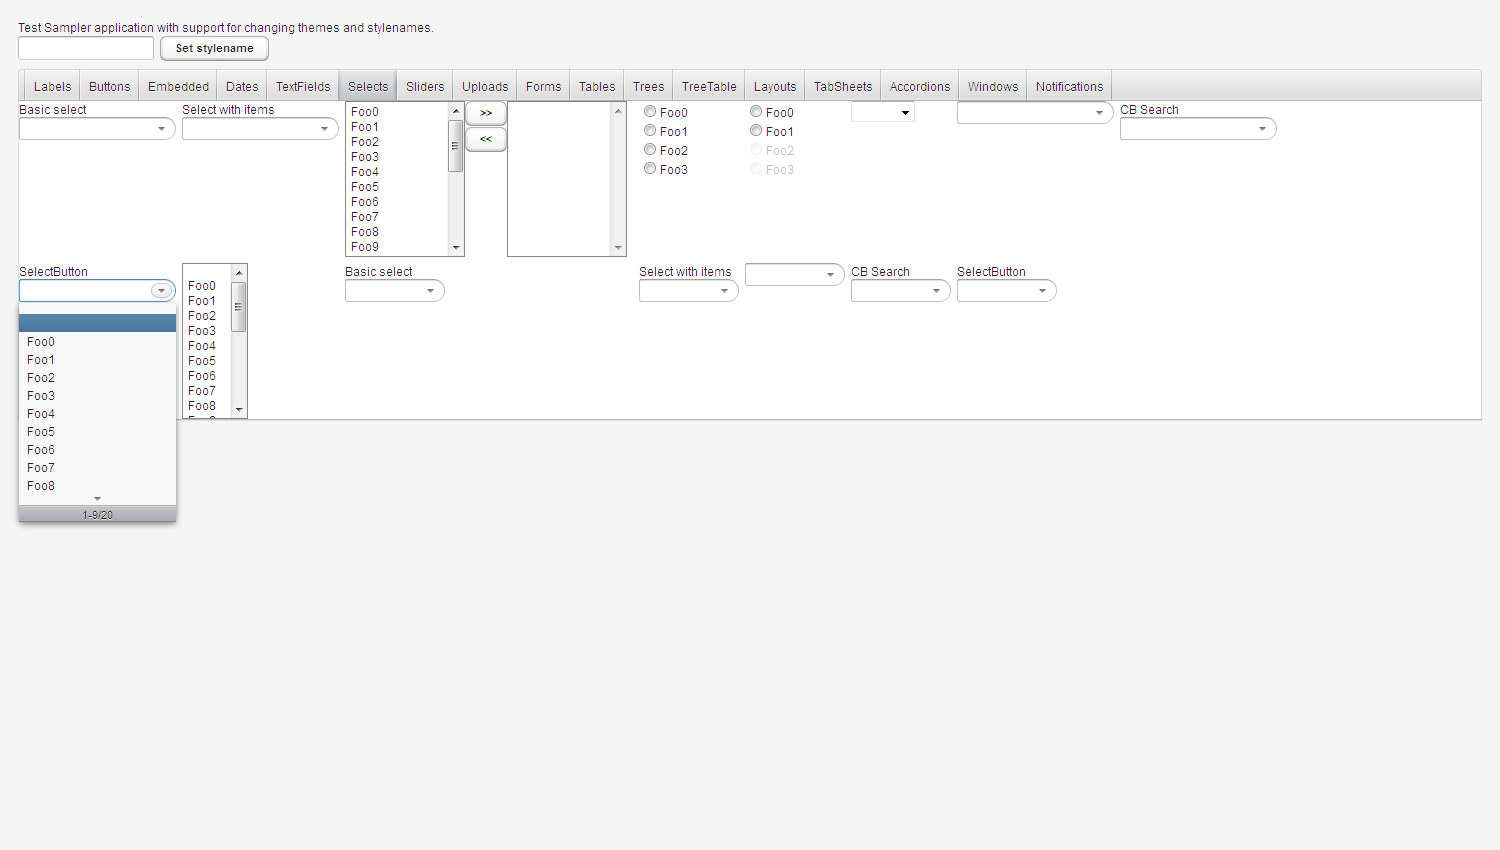 Test Sampler application with support for changing themes and stylenames.
Set stylename
Labels Buttons Embedded Dates TextFields Selects Sliders Uploads Forms Tables Trees TreeTable Layouts TabSheets Accordions Windows Notifications
Basic select
Select with items
Foo0
Foo1
Foo2
Foo3
Foo4
Foo5
Foo6
Foo7
Foo8
Foo9
>>
<<
Foo0
Foo1
Foo2
Foo3
Foo0
Foo1
Foo2
Foo3
CB Search
SelectButton
Foo0
Foo1
Foo2
Foo3
Foo4
Foo5
Foo6
Foo7
Foo8
1-9/20
Foo0
Foo1
Foo2
Foo3
Foo4
Foo5
Foo6
Foo7
Foo8
Basic select
Select with items
CB Search
SelectButton